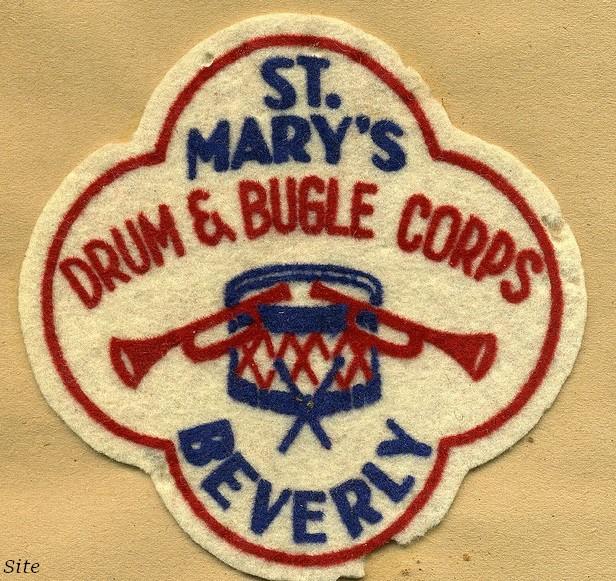 ST.
MARY'S
DRUM & BUGLE CORPS
BEVERLY
Site